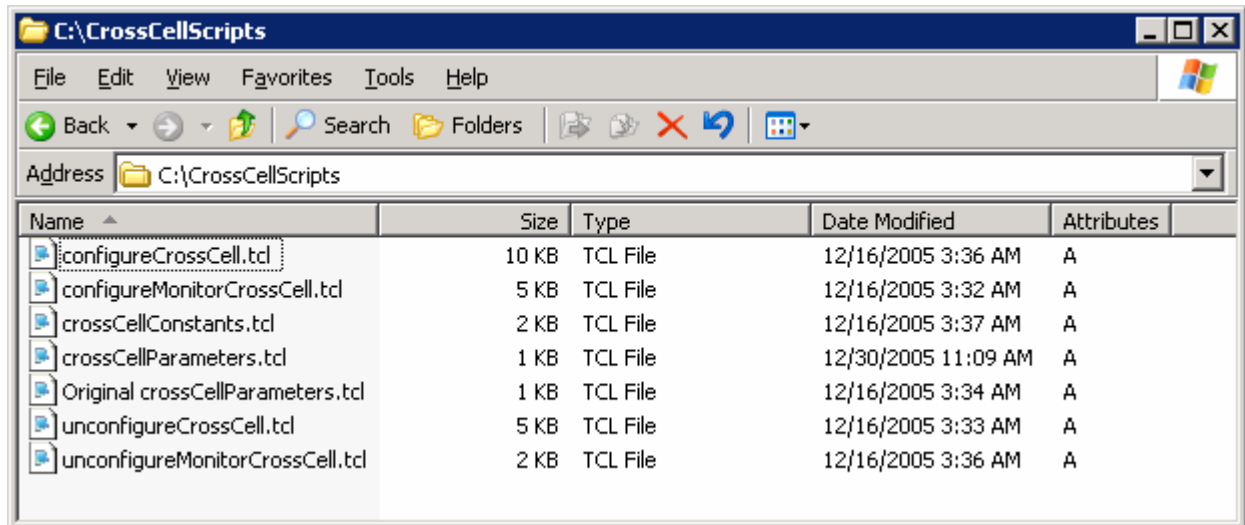 C:\CrossCellScripts
File Edit View Favorites Tools Help
Back Search Folders
Address C:\CrossCellScripts
Name Size Type Date Modified Attributes
configureCrossCell.tcl 10 KB TCL File 12/16/2005 3:36 AM A
configureMonitorCrossCell.tcl 5 KB TCL File 12/16/2005 3:32 AM A
crossCellConstants.tcl 2 KB TCL File 12/16/2005 3:37 AM A
crossCellParameters.tcl 1 KB TCL File 12/30/2005 11:09 AM A
Original crossCellParameters.tcl 1 KB TCL File 12/16/2005 3:34 AM A
unconfigureCrossCell.tcl 5 KB TCL File 12/16/2005 3:33 AM A
unconfigureMonitorCrossCell.tcl 2 KB TCL File 12/16/2005 3:36 AM A